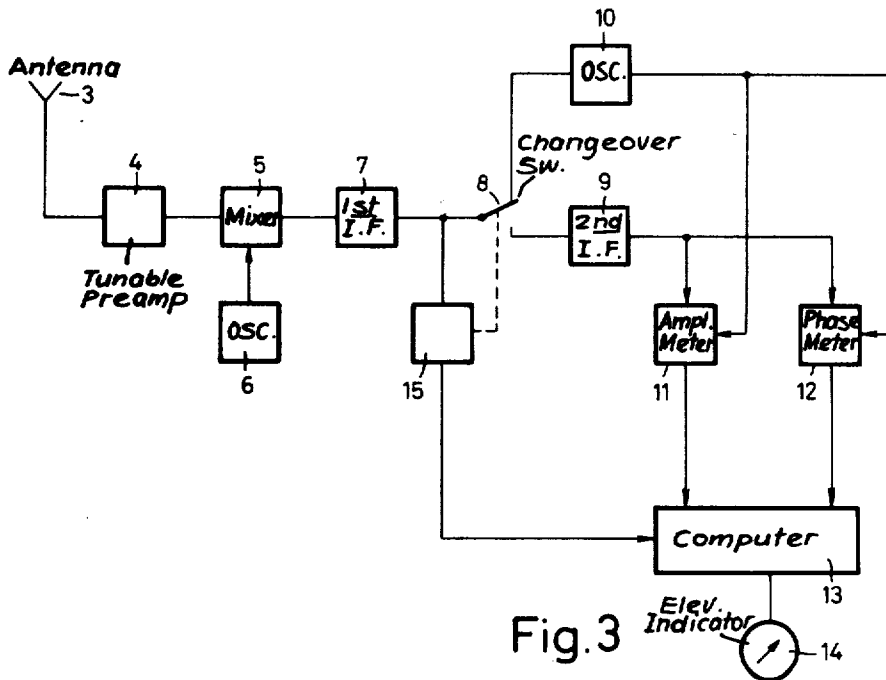 10
Antenna
3
OSC.
Changeover
Sw.
4
5
7
8
9
Mixer
1st
I.F.
2nd
I.F.
Tunable
Preamp
OSC.
6
15
Ampl.
Meter
11
Phase
Meter
12
Computer
13
Elev.
Indicator
14
Fig.3